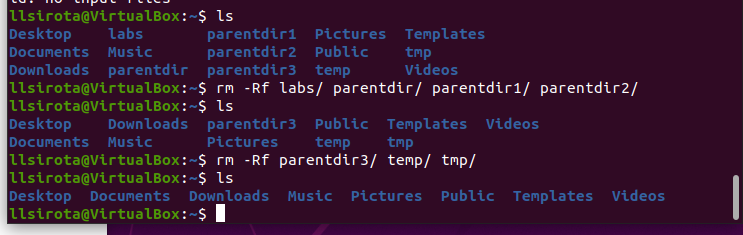 ld: no input files
llsirota@VirtualBox:~$ ls
Desktop    labs       parentdir1  Pictures  Templates
Documents  Music      parentdir2  Public    tmp
Downloads  parentdir  parentdir3  temp      Videos
llsirota@VirtualBox:~$ rm -Rf labs/ parentdir/ parentdir1/ parentdir2/
llsirota@VirtualBox:~$ ls
Desktop    Downloads  parentdir3  Public  Templates  Videos
Documents  Music      Pictures    temp    tmp
llsirota@VirtualBox:~$ rm -Rf parentdir3/ temp/ tmp/
llsirota@VirtualBox:~$ ls
Desktop  Documents  Downloads  Music  Pictures  Public  Templates  Videos
llsirota@VirtualBox:~$